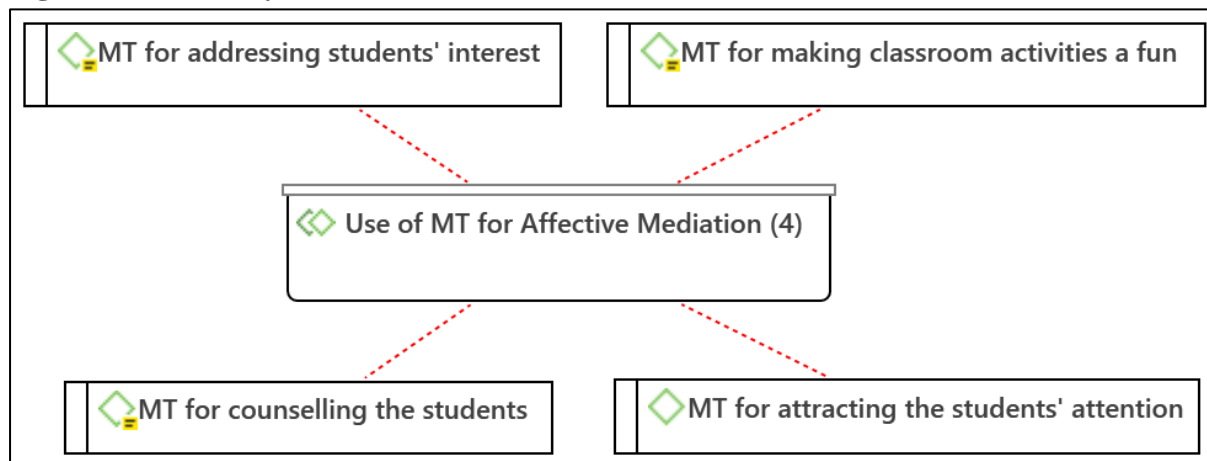 MT for addressing students' interest
MT for making classroom activities a fun
Use of MT for Affective Mediation (4)
MT for counselling the students
MT for attracting the students' attention